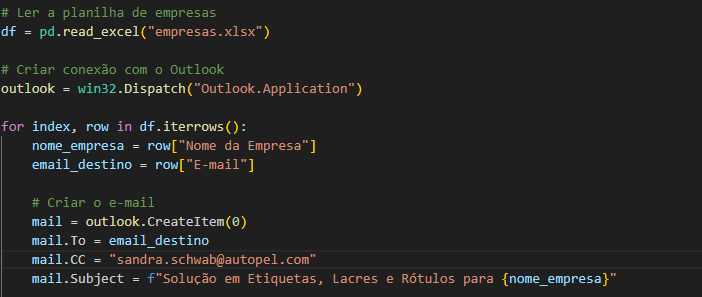 # Ler a planilha de empresas
df = pd.read_excel("empresas.xlsx")
# Criar conexão com o Outlook
outlook = win32.Dispatch("Outlook.Application")
for index, row in df.iterrows():
    nome_empresa = row["Nome da Empresa"]
    email_destino = row["E-mail"]
    # Criar o e-mail
    mail = outlook.CreateItem(0)
    mail.To = email_destino
    mail.CC = "sandra.schwab@autopel.com"
    mail.Subject = f"Solução em Etiquetas, Lacres e Rótulos para {nome_empresa}"